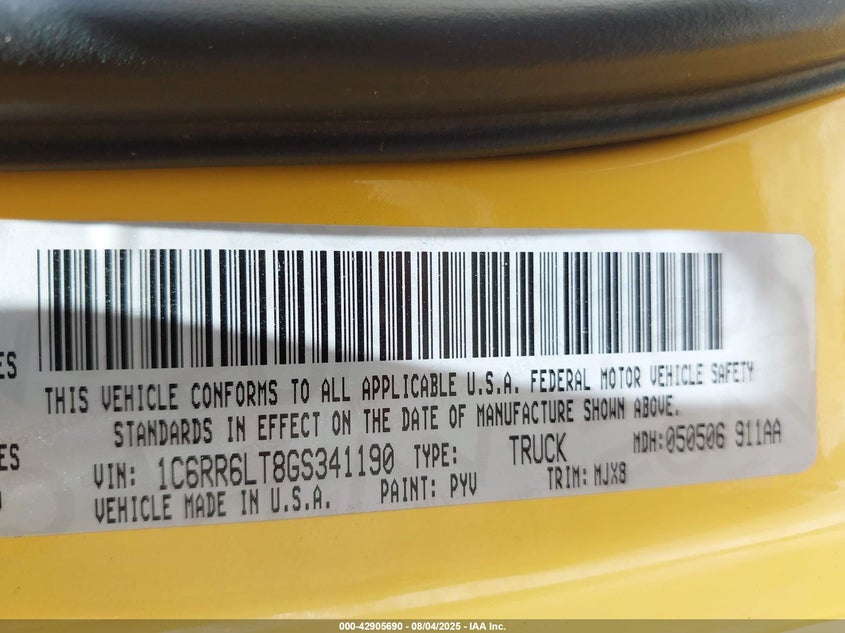 THIS VEHICLE CONFORMS TO ALL APPLICABLE U.S.A. FEDERAL MOTOR VEHICLE SAFETY
STANDARDS IN EFFECT ON THE DATE OF MANUFACTURE SHOWN ABOVE.
ES
ES
VIN: 1C6RR6LT8GS341190 TYPE: TRUCK MDH: 050506 911AA
VEHICLE MADE IN U.S.A. PAINT: PYV TRIM: MJX8
000-42905690 - 08/04/2025 - IAA Inc.